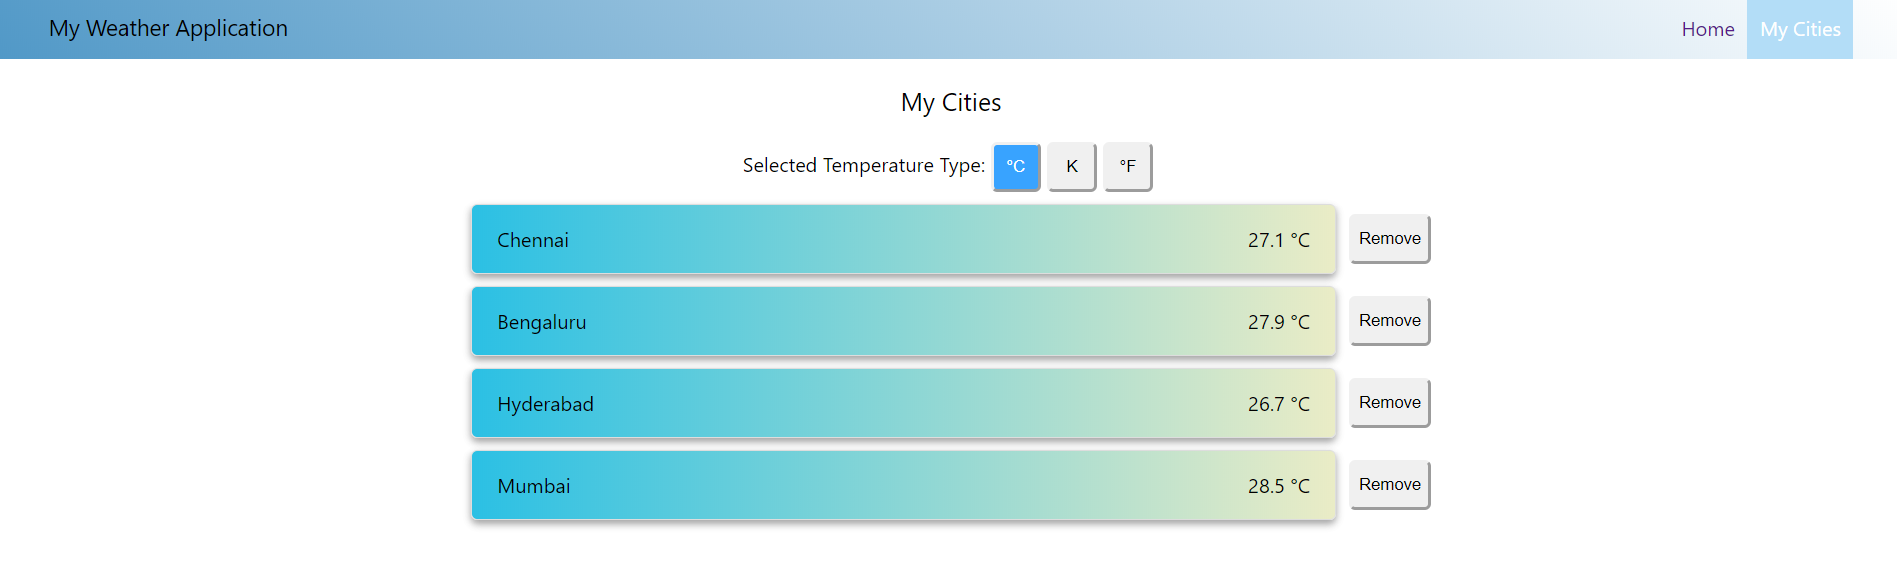 My Weather Application Home My Cities
My Cities
Selected Temperature Type: °C K °F
Chennai 27.1 °C Remove
Bengaluru 27.9 °C Remove
Hyderabad 26.7 °C Remove
Mumbai 28.5 °C Remove